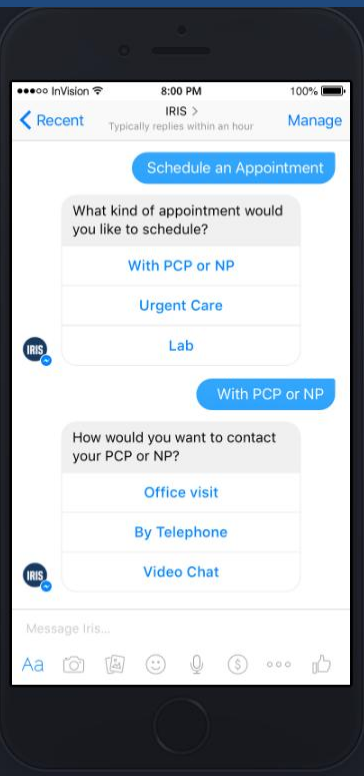 InVision 8:00 PM 100%
Recent IRIS > Manage
Typically replies within an hour
Schedule an Appointment
What kind of appointment would
you like to schedule?
With PCP or NP
Urgent Care
IRIS Lab
With PCP or NP
How would you want to contact
your PCP or NP?
Office visit
By Telephone
IRIS Video Chat
Message Iris...
Aa